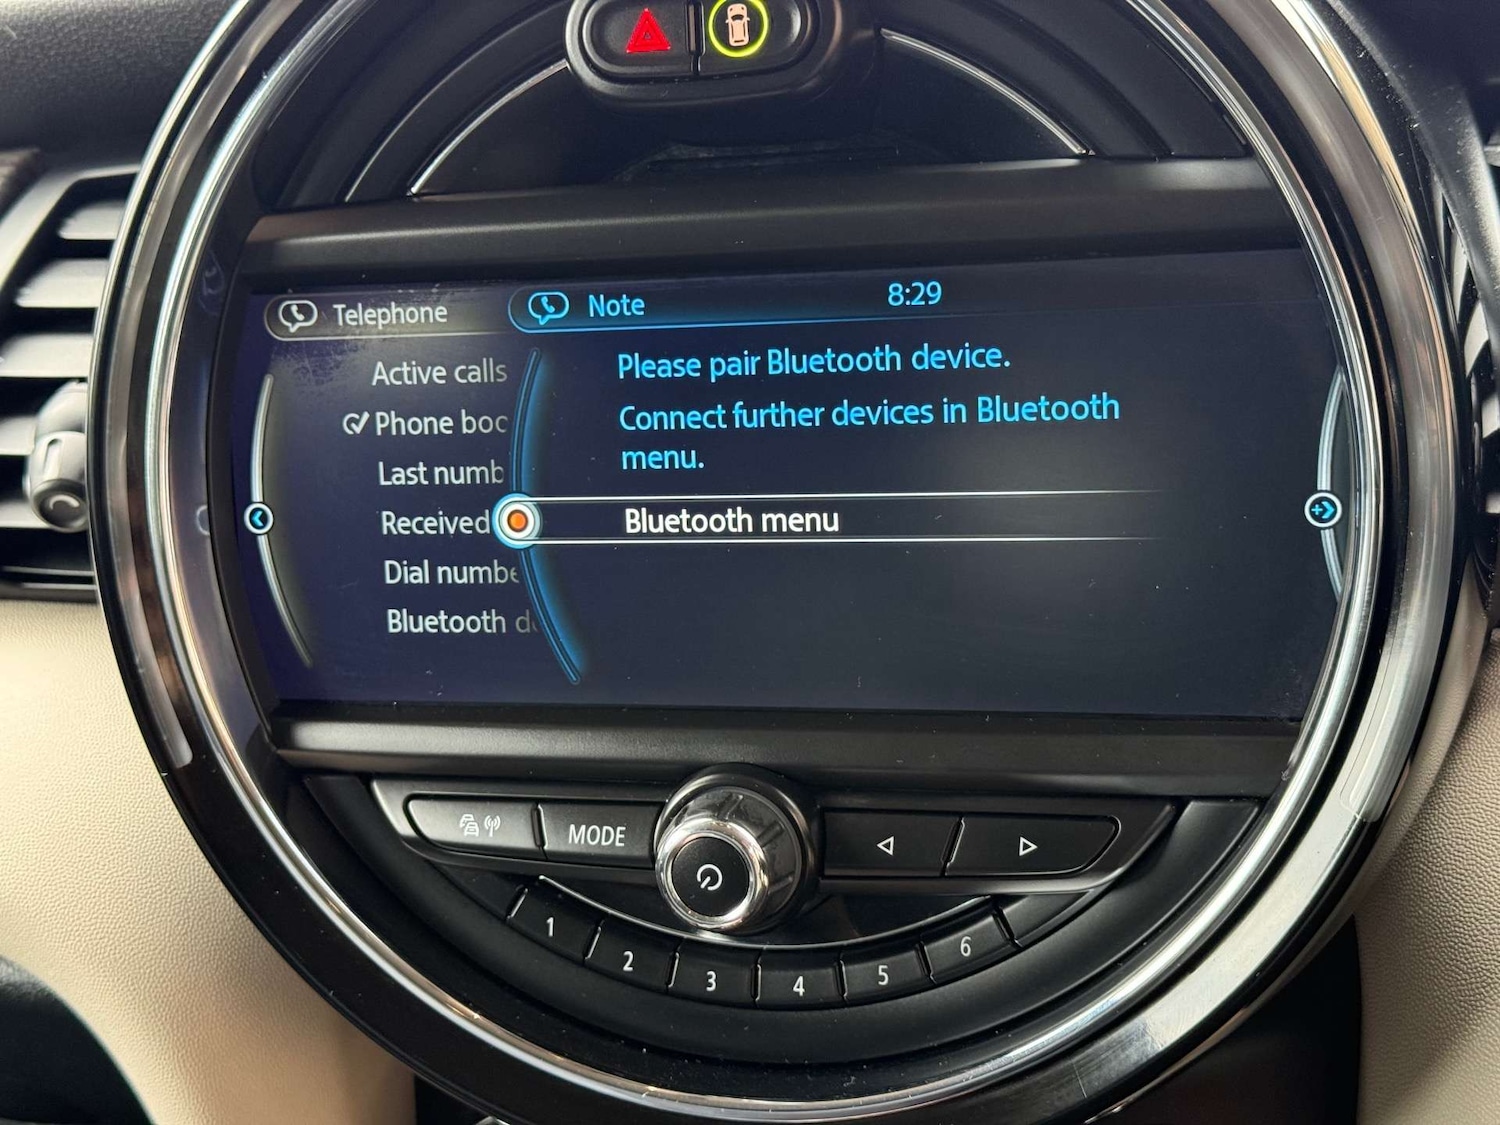 Telephone
Note
8:29
Active calls
Phone boo
Last numb
Received
Dial numbe
Bluetooth d
Please pair Bluetooth device.
Connect further devices in Bluetooth
menu.
Bluetooth menu
MODE
1
2
3
4
5
6